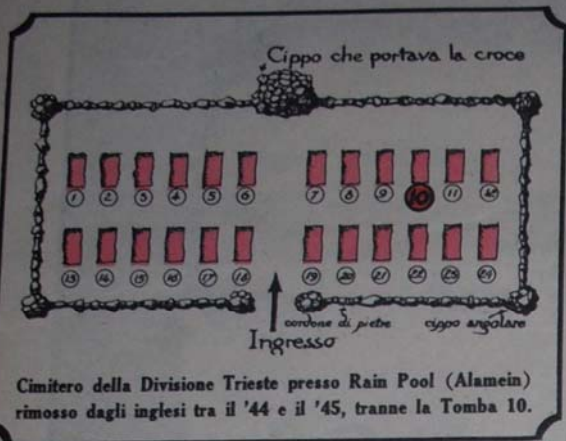 Cippo che portava la croce
1 2 3 4 5 6 7 8 9 10 11 12
13 14 15 16 17 18 19 20 21 22 23 24
cordone di pietre cippo angolare
Ingresso
Cimitero della Divisione Trieste presso Rain Pool (Alamein)
rimosso dagli inglesi tra il '44 e il '45, tranne la Tomba 10.